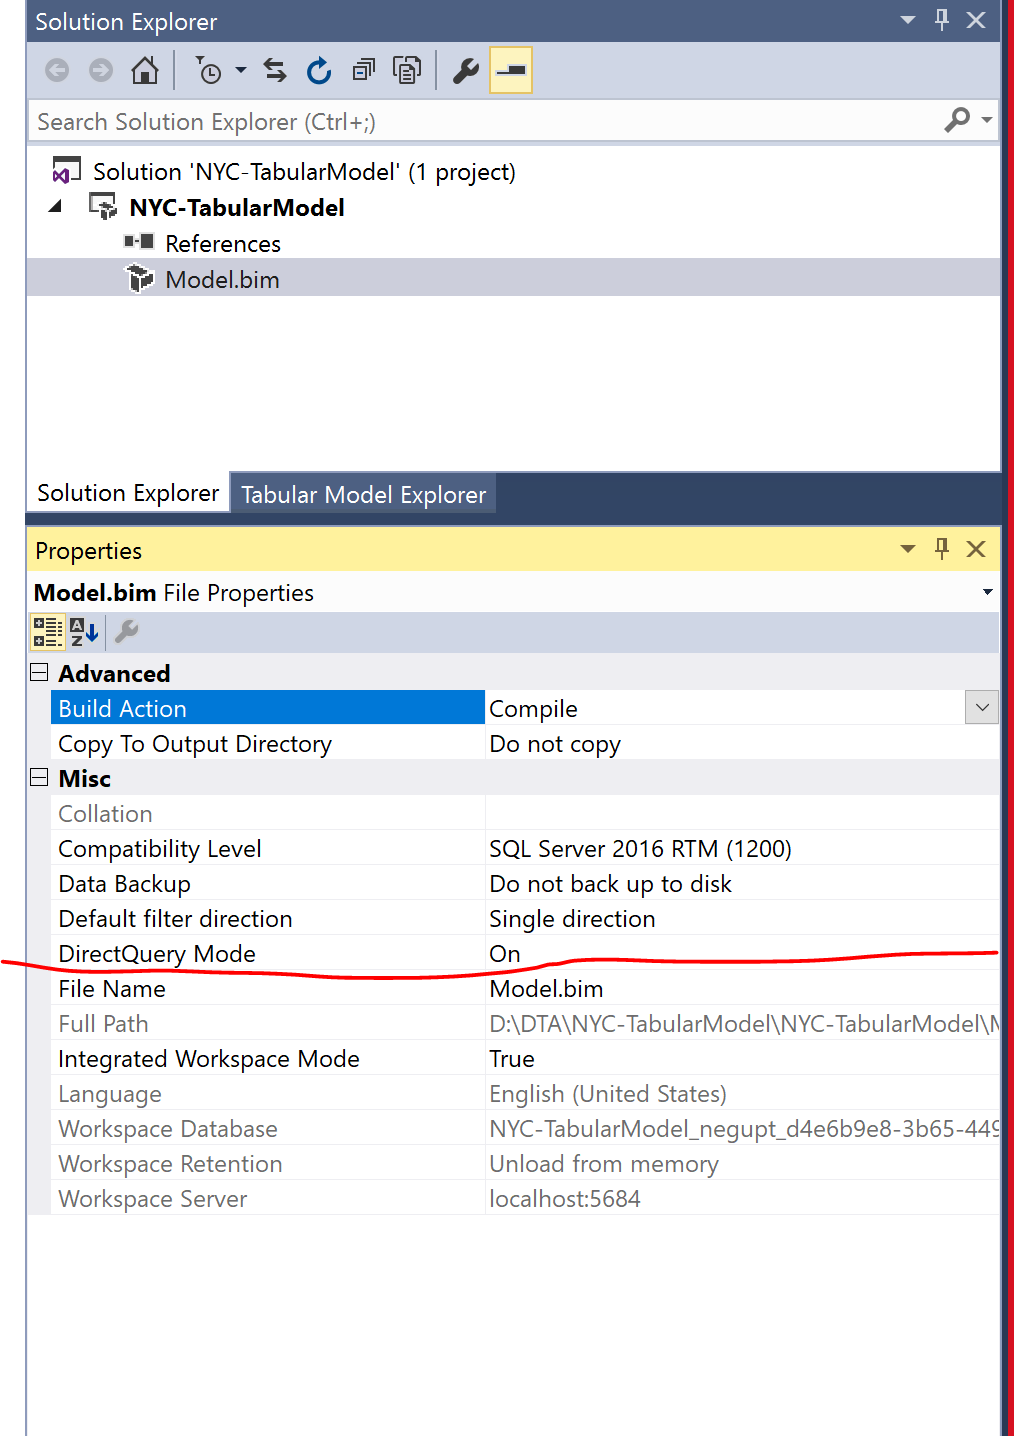 Solution Explorer
Search Solution Explorer (Ctrl+;)
Solution 'NYC-TabularModel' (1 project)
NYC-TabularModel
References
Model.bim
Solution Explorer Tabular Model Explorer
Properties
Model.bim File Properties
Advanced
Build Action Compile
Copy To Output Directory Do not copy
Misc
Collation
Compatibility Level SQL Server 2016 RTM (1200)
Data Backup Do not back up to disk
Default filter direction Single direction
DirectQuery Mode On
File Name Model.bim
Full Path D:\DTA\NYC-TabularModel\NYC-TabularModel\
Integrated Workspace Mode True
Language English (United States)
Workspace Database NYC-TabularModel_negupt_d4e6b9e8-3b65-449
Workspace Retention Unload from memory
Workspace Server localhost:5684